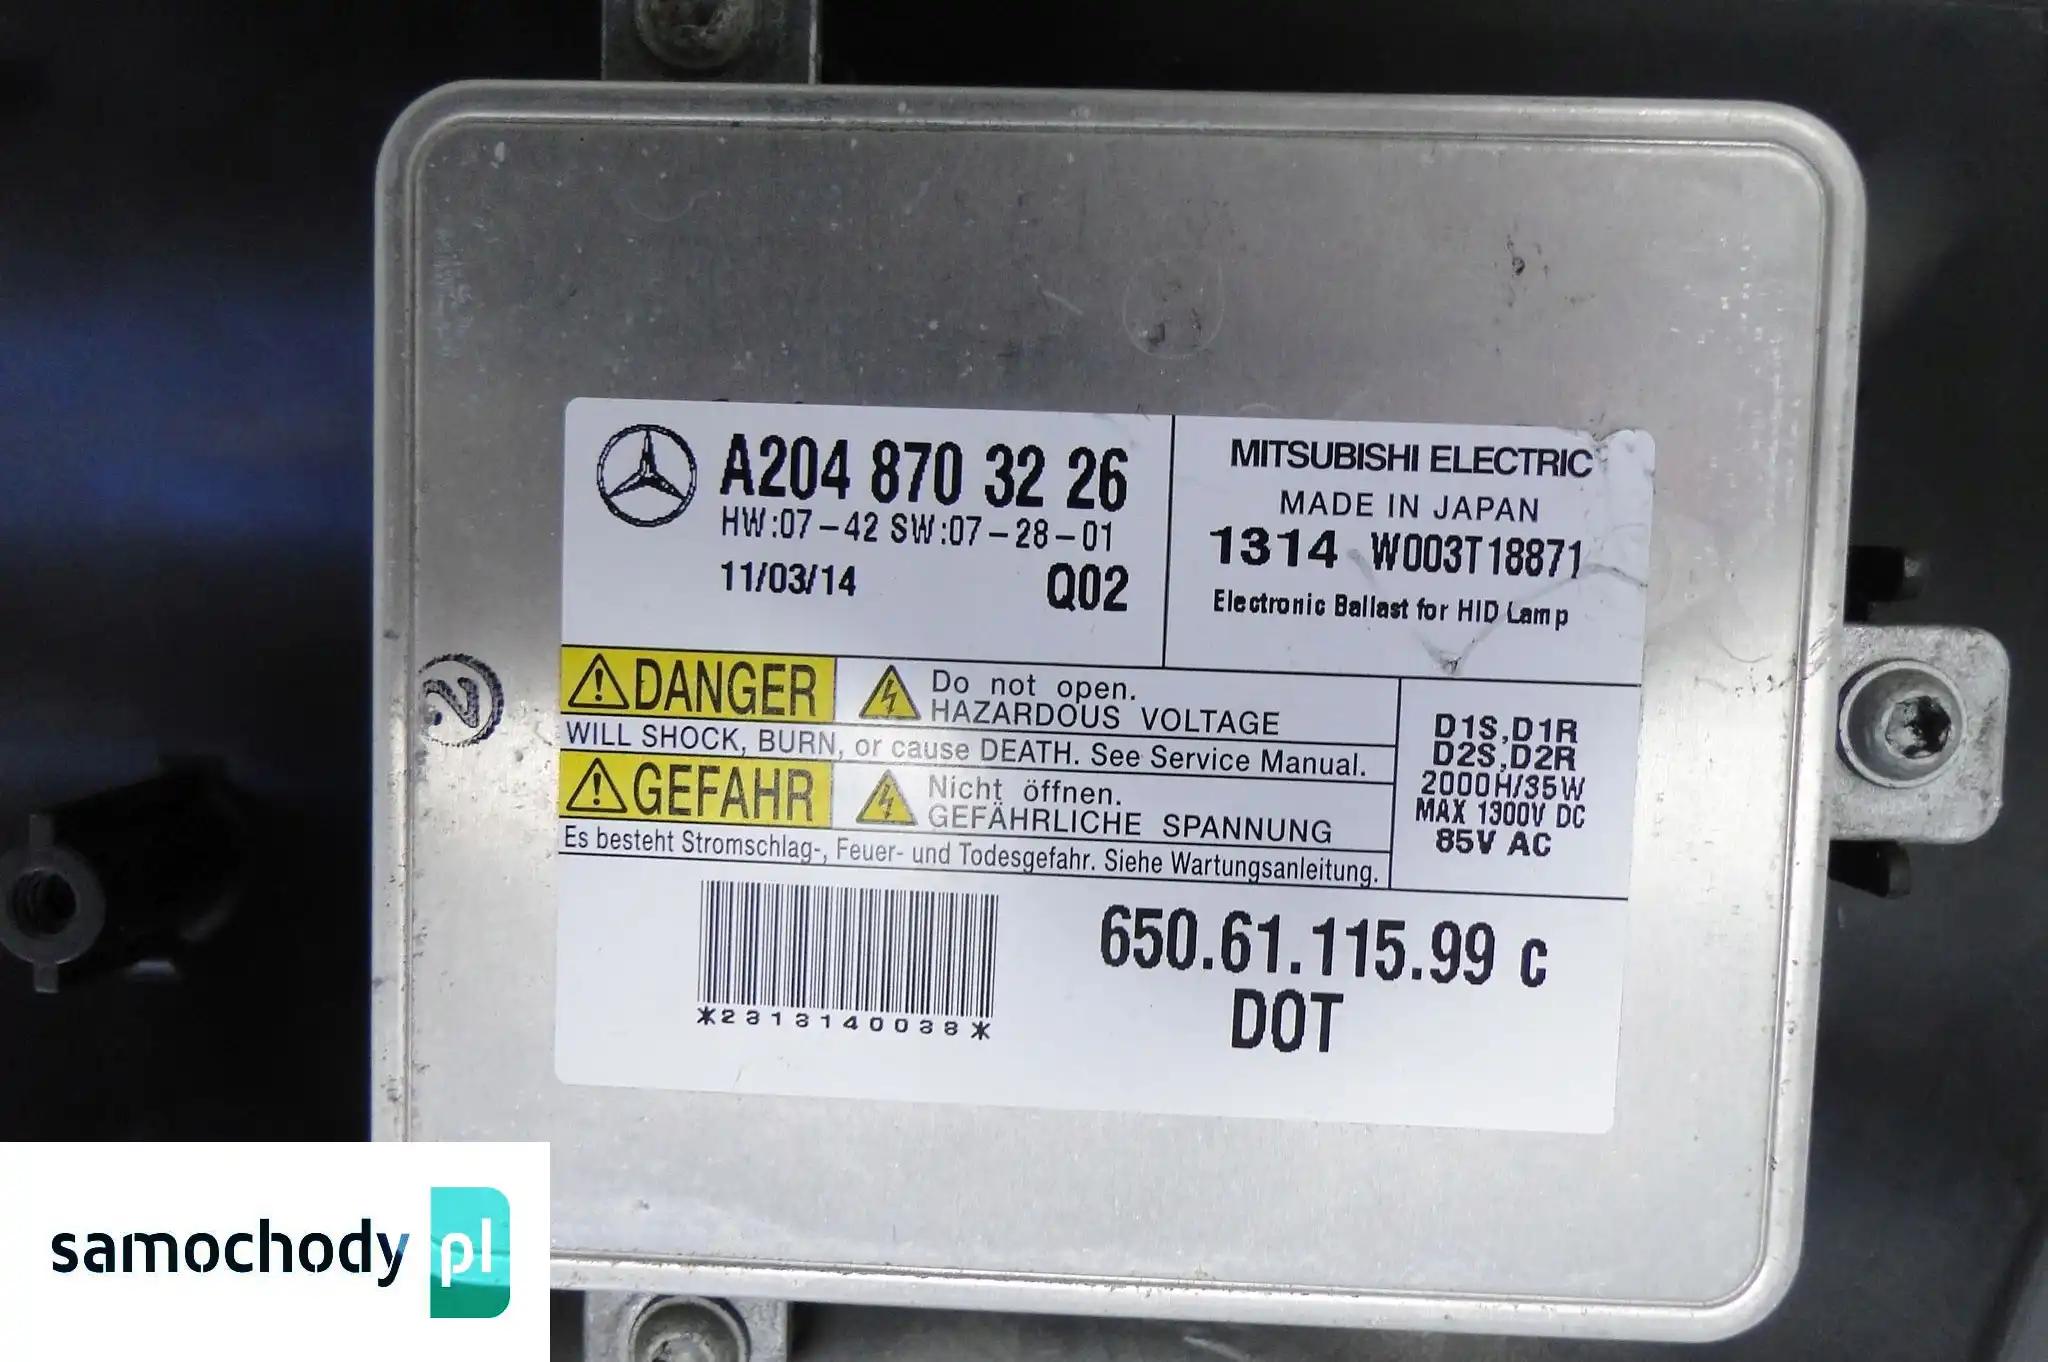 A204 870 32 26
HW:07-42 SW:07-28-01
11/03/14 Q02
MITSUBISHI ELECTRIC
MADE IN JAPAN
1314 W003T18871
Electronic Ballast for HID Lamp
DANGER
Do not open.
HAZARDOUS VOLTAGE
WILL SHOCK, BURN, or cause DEATH. See Service Manual.
GEFAHR
Nicht öffnen.
GEFÄHRLICHE SPANNUNG
Es besteht Stromschlag-, Feuer- und Todesgefahr. Siehe Wartungsanleitung.
D1S,D1R
D2S,D2R
2000H/35W
MAX 1300V DC
85V AC
*2313140038*
650.61.115.99 c
DOT
samochody pl